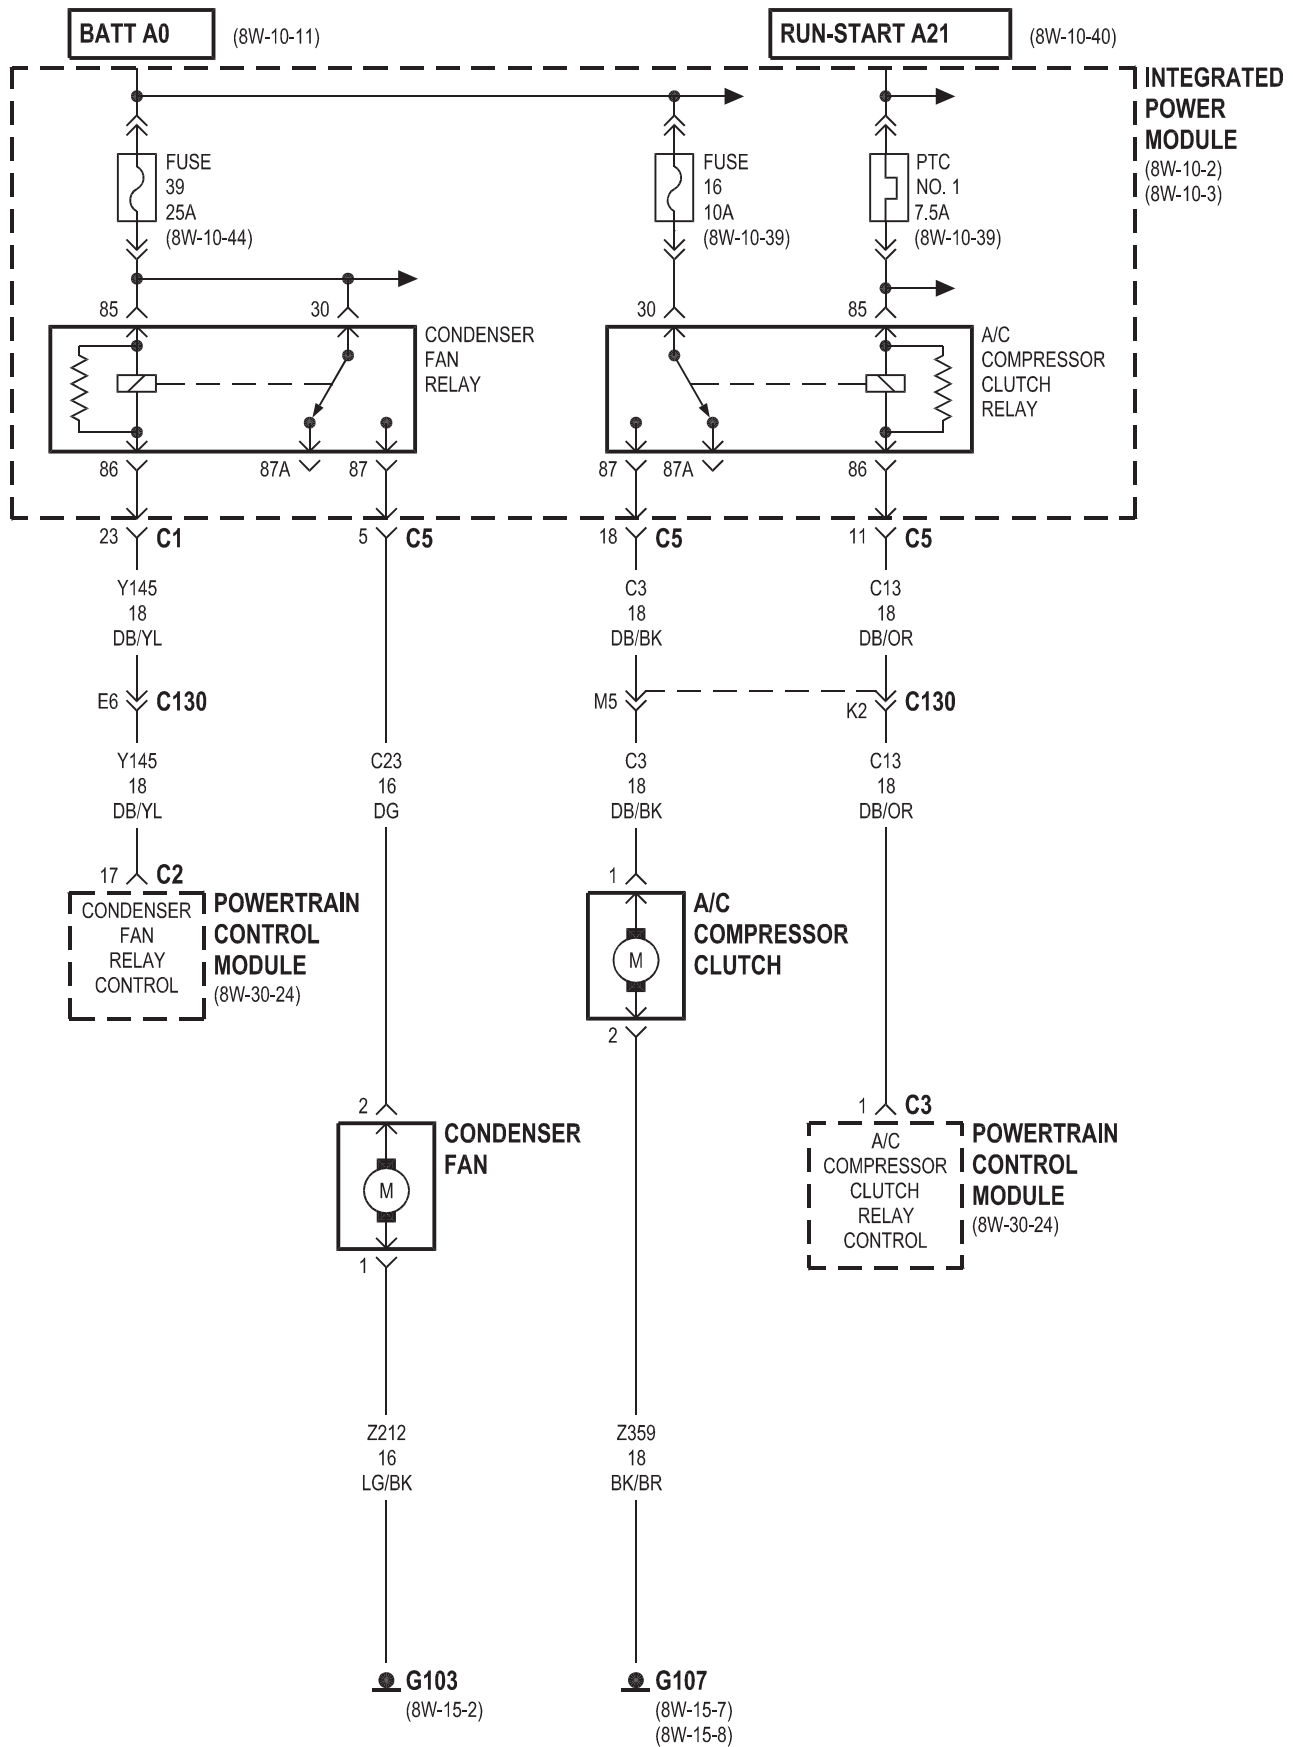 BATT A0
(8W-10-11)
RUN-START A21
(8W-10-40)
INTEGRATED
POWER
MODULE
(8W-10-2)
(8W-10-3)
FUSE
39
25A
(8W-10-44)
FUSE
16
10A
(8W-10-39)
PTC
NO. 1
7.5A
(8W-10-39)
85
30
30
85
CONDENSER
FAN
RELAY
A/C
COMPRESSOR
CLUTCH
RELAY
86
87A
87
87
87A
86
23
C1
5
C5
18
C5
11
C5
Y145
18
DB/YL
C3
18
DB/BK
C13
18
DB/OR
E6
C130
M5
K2
C130
Y145
18
DB/YL
C23
16
DG
C3
18
DB/BK
C13
18
DB/OR
17
C2
CONDENSER
FAN
RELAY
CONTROL
POWERTRAIN
CONTROL
MODULE
(8W-30-24)
1
M
2
A/C
COMPRESSOR
CLUTCH
2
M
1
CONDENSER
FAN
1
C3
A/C
COMPRESSOR
CLUTCH
RELAY
CONTROL
POWERTRAIN
CONTROL
MODULE
(8W-30-24)
Z212
16
LG/BK
Z359
18
BK/BR
G103
(8W-15-2)
G107
(8W-15-7)
(8W-15-8)